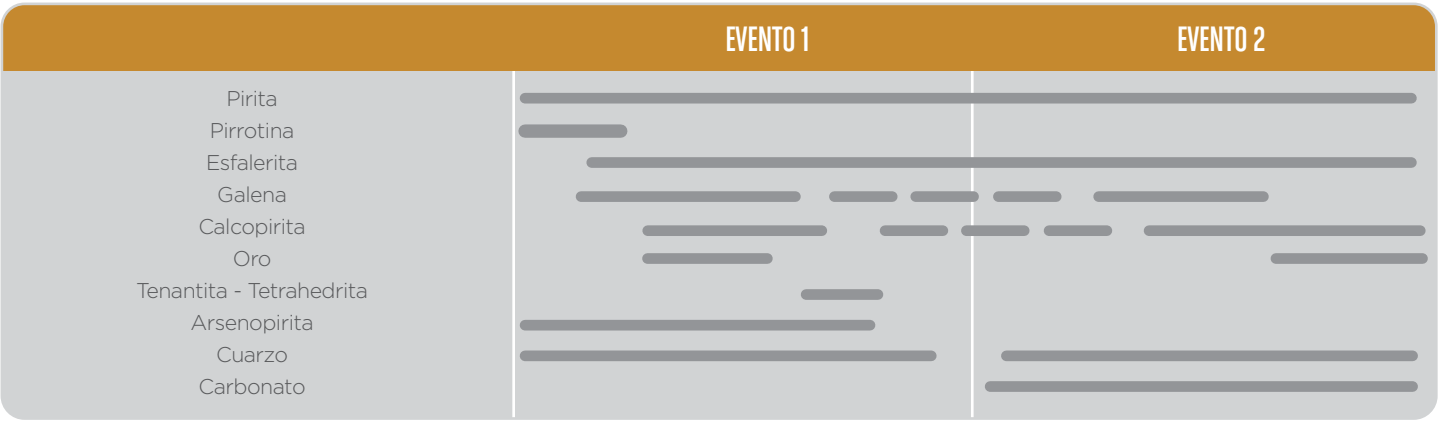 EVENTO 1 EVENTO 2
Pirita
Pirrotina
Esfalerita
Galena
Calcopirita
Oro
Tenantita - Tetrahedrita
Arsenopirita
Cuarzo
Carbonato